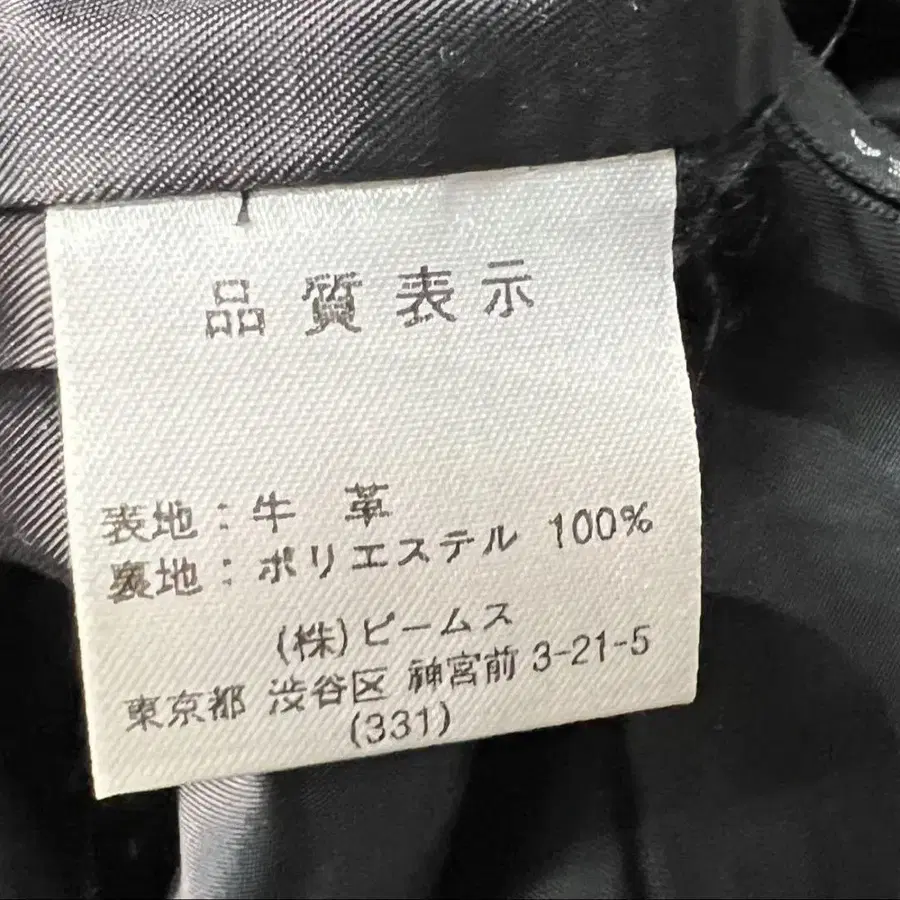 品質表示
表地：牛 革
裏地：ポリエステル 100%
(株)ビームス
東京都 渋谷区 神宮前 3-21-5
(331)